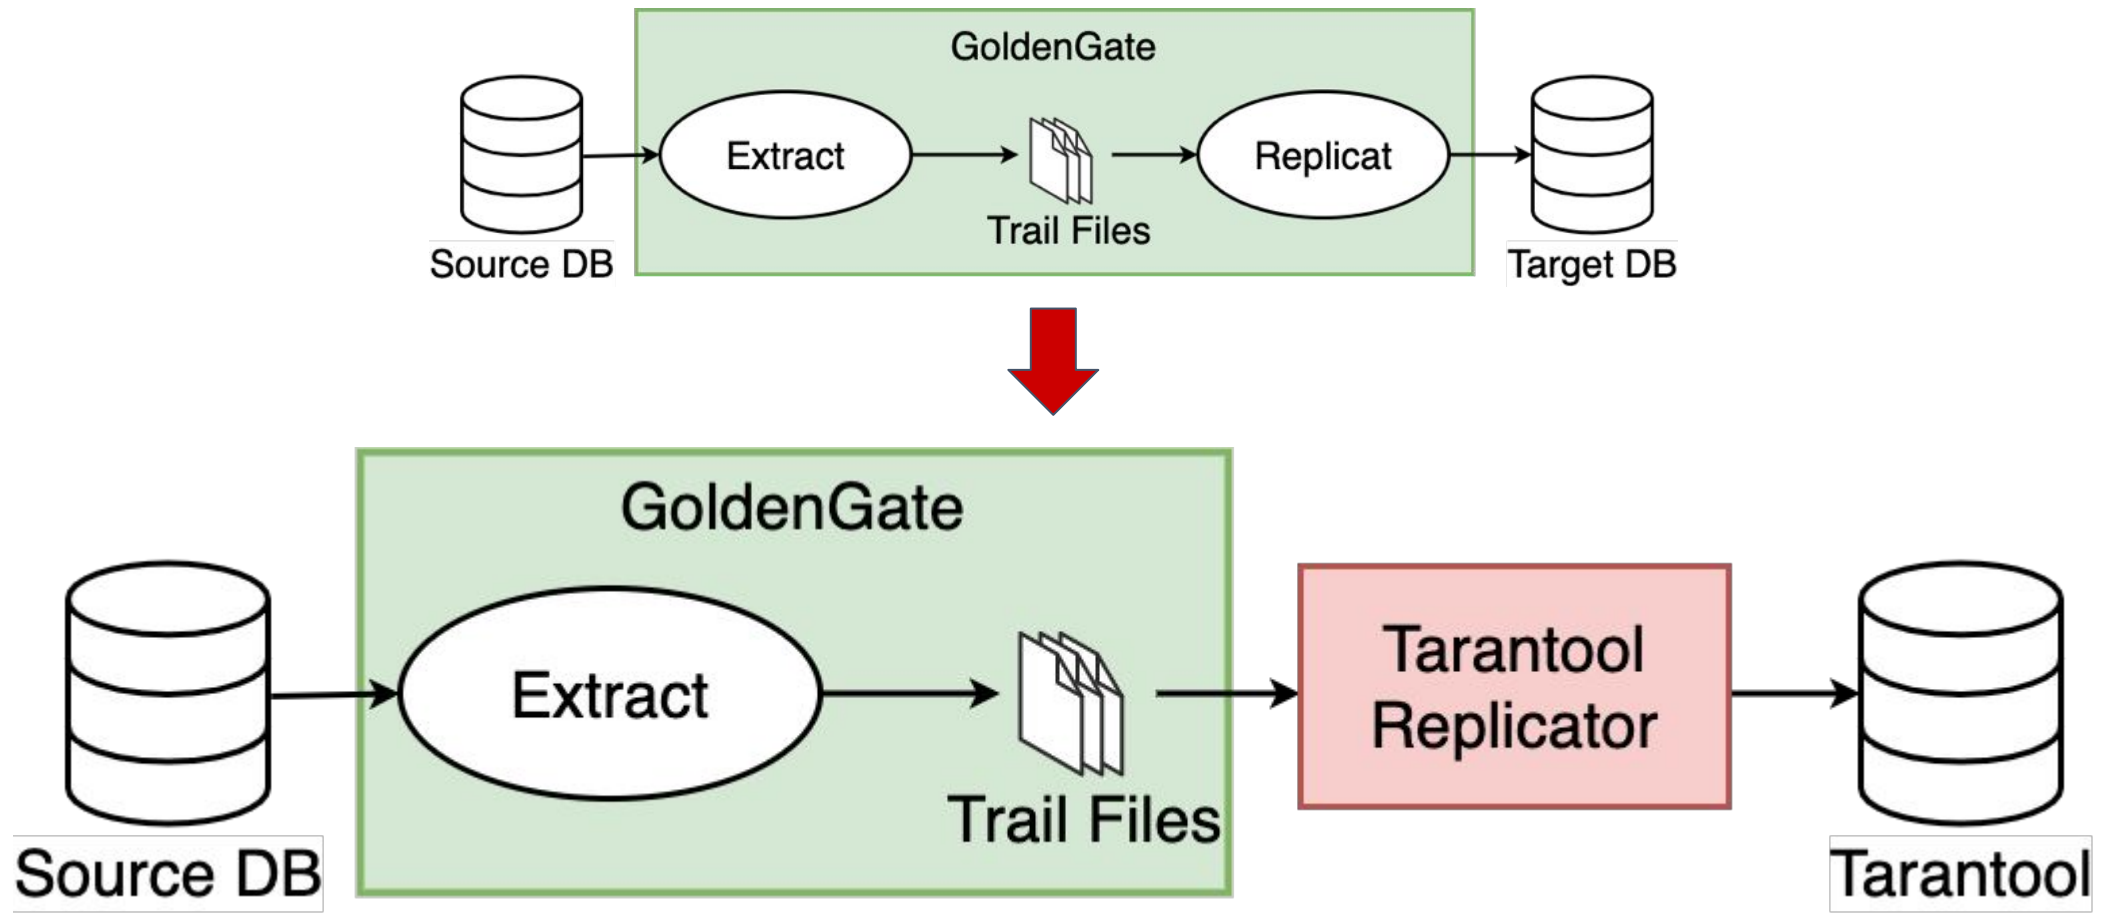 GoldenGate
Extract
Replicat
Trail Files
Source DB
Target DB
GoldenGate
Extract
Tarantool
Replicator
Trail Files
Source DB
Tarantool